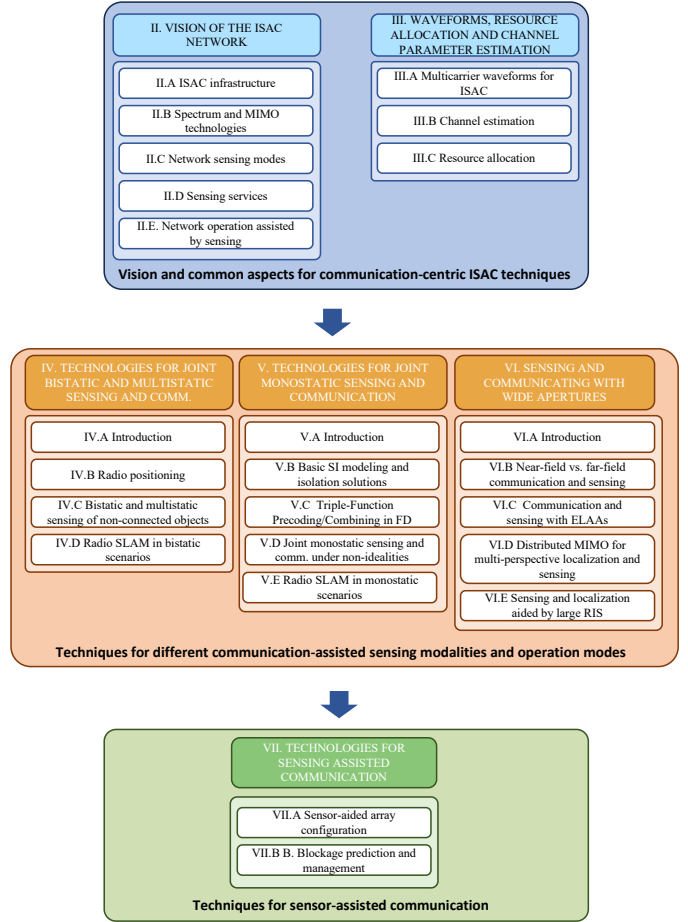 II. VISION OF THE ISAC
NETWORK
II.A ISAC infrastructure
II.B Spectrum and MIMO
technologies
II.C Network sensing modes
II.D Sensing services
II.E. Network operation assisted
by sensing
III. WAVEFORMS, RESOURCE
ALLOCATION AND CHANNEL
PARAMETER ESTIMATION
III.A Multicarrier waveforms for
ISAC
III.B Channel estimation
III.C Resource allocation
Vision and common aspects for communication-centric ISAC techniques
IV. TECHNOLOGIES FOR JOINT
BISTATIC AND MULTISTATIC
SENSING AND COMM.
IV.A Introduction
IV.B Radio positioning
IV.C Bistatic and multistatic
sensing of non-connected objects
IV.D Radio SLAM in bistatic
scenarios
V. TECHNOLOGIES FOR JOINT
MONOSTATIC SENSING AND
COMMUNICATION
V.A Introduction
V.B Basic SI modeling and
isolation solutions
V.C Triple-Function
Precoding/Combining in FD
V.D Joint monostatic sensing and
comm. under non-idealities
V.E Radio SLAM in monostatic
scenarios
VI. SENSING AND
COMMUNICATING WITH
WIDE APERTURES
VI.A Introduction
VI.B Near-field vs. far-field
communication and sensing
VI.C Communication and
sensing with ELAAs
VI.D Distributed MIMO for
multi-perspective localization and
sensing
VI.E Sensing and localization
aided by large RIS
Techniques for different communication-assisted sensing modalities and operation modes
VII. TECHNOLOGIES FOR
SENSING ASSISTED
COMMUNICATION
VII.A Sensor-aided array
configuration
VII.B B. Blockage prediction and
management
Techniques for sensor-assisted communication